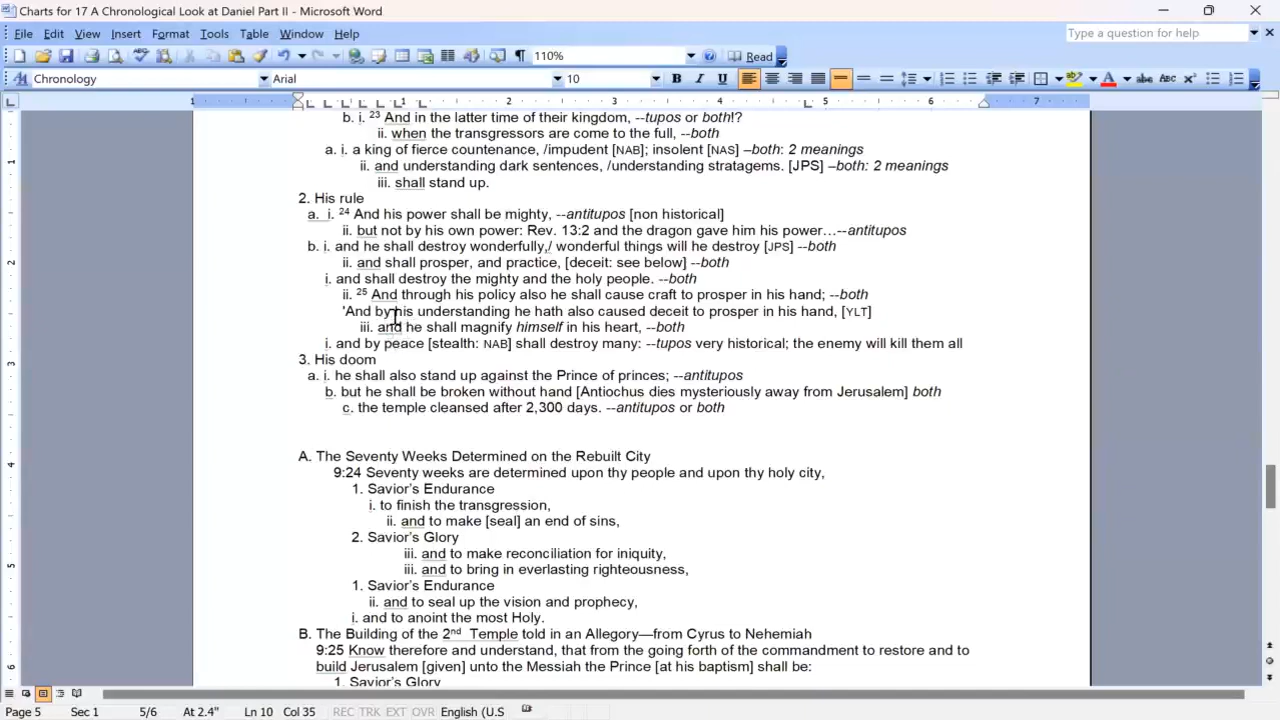 Charts for 17 A Chronological Look at Daniel Part II - Microsoft Word
File Edit View Insert Format Tools Table Window Help
Type a question for help
110%
Read
Chronology
Arial
10
B I U
1 1 2 3 4 5 6 7
b. i. 23 And in the latter time of their kingdom, --tupos or both!?
ii. when the transgressors are come to the full, --both
a. i. a king of fierce countenance, /impudent [NAB]; insolent [NAS] –both: 2 meanings
ii. and understanding dark sentences, /understanding stratagems. [JPS] –both: 2 meanings
iii. shall stand up.
2. His rule
a. i. 24 And his power shall be mighty, --antitupos [non historical]
ii. but not by his own power: Rev. 13:2 and the dragon gave him his power…--antitupos
b. i. and he shall destroy wonderfully,/ wonderful things will he destroy [JPS] --both
ii. and shall prosper, and practice, [deceit: see below] --both
i. and shall destroy the mighty and the holy people. --both
ii. 25 And through his policy also he shall cause craft to prosper in his hand; --both
'And by his understanding he hath also caused deceit to prosper in his hand, [YLT]
iii. and he shall magnify himself in his heart, --both
i. and by peace [stealth: NAB] shall destroy many: --tupos very historical; the enemy will kill them all
3. His doom
a. i. he shall also stand up against the Prince of princes; --antitupos
b. but he shall be broken without hand [Antiochus dies mysteriously away from Jerusalem] both
c. the temple cleansed after 2,300 days. --antitupos or both
A. The Seventy Weeks Determined on the Rebuilt City
9:24 Seventy weeks are determined upon thy people and upon thy holy city,
1. Savior's Endurance
i. to finish the transgression,
ii. and to make [seal] an end of sins,
2. Savior's Glory
iii. and to make reconciliation for iniquity,
iii. and to bring in everlasting righteousness,
1. Savior's Endurance
ii. and to seal up the vision and prophecy,
i. and to anoint the most Holy.
B. The Building of the 2nd Temple told in an Allegory—from Cyrus to Nehemiah
9:25 Know therefore and understand, that from the going forth of the commandment to restore and to
build Jerusalem [given] unto the Messiah the Prince [at his baptism] shall be:
1. Savior's Glory
Page 5 Sec 1 5/6 At 2.4" Ln 10 Col 35 REC TRK EXT OVR English (U.S